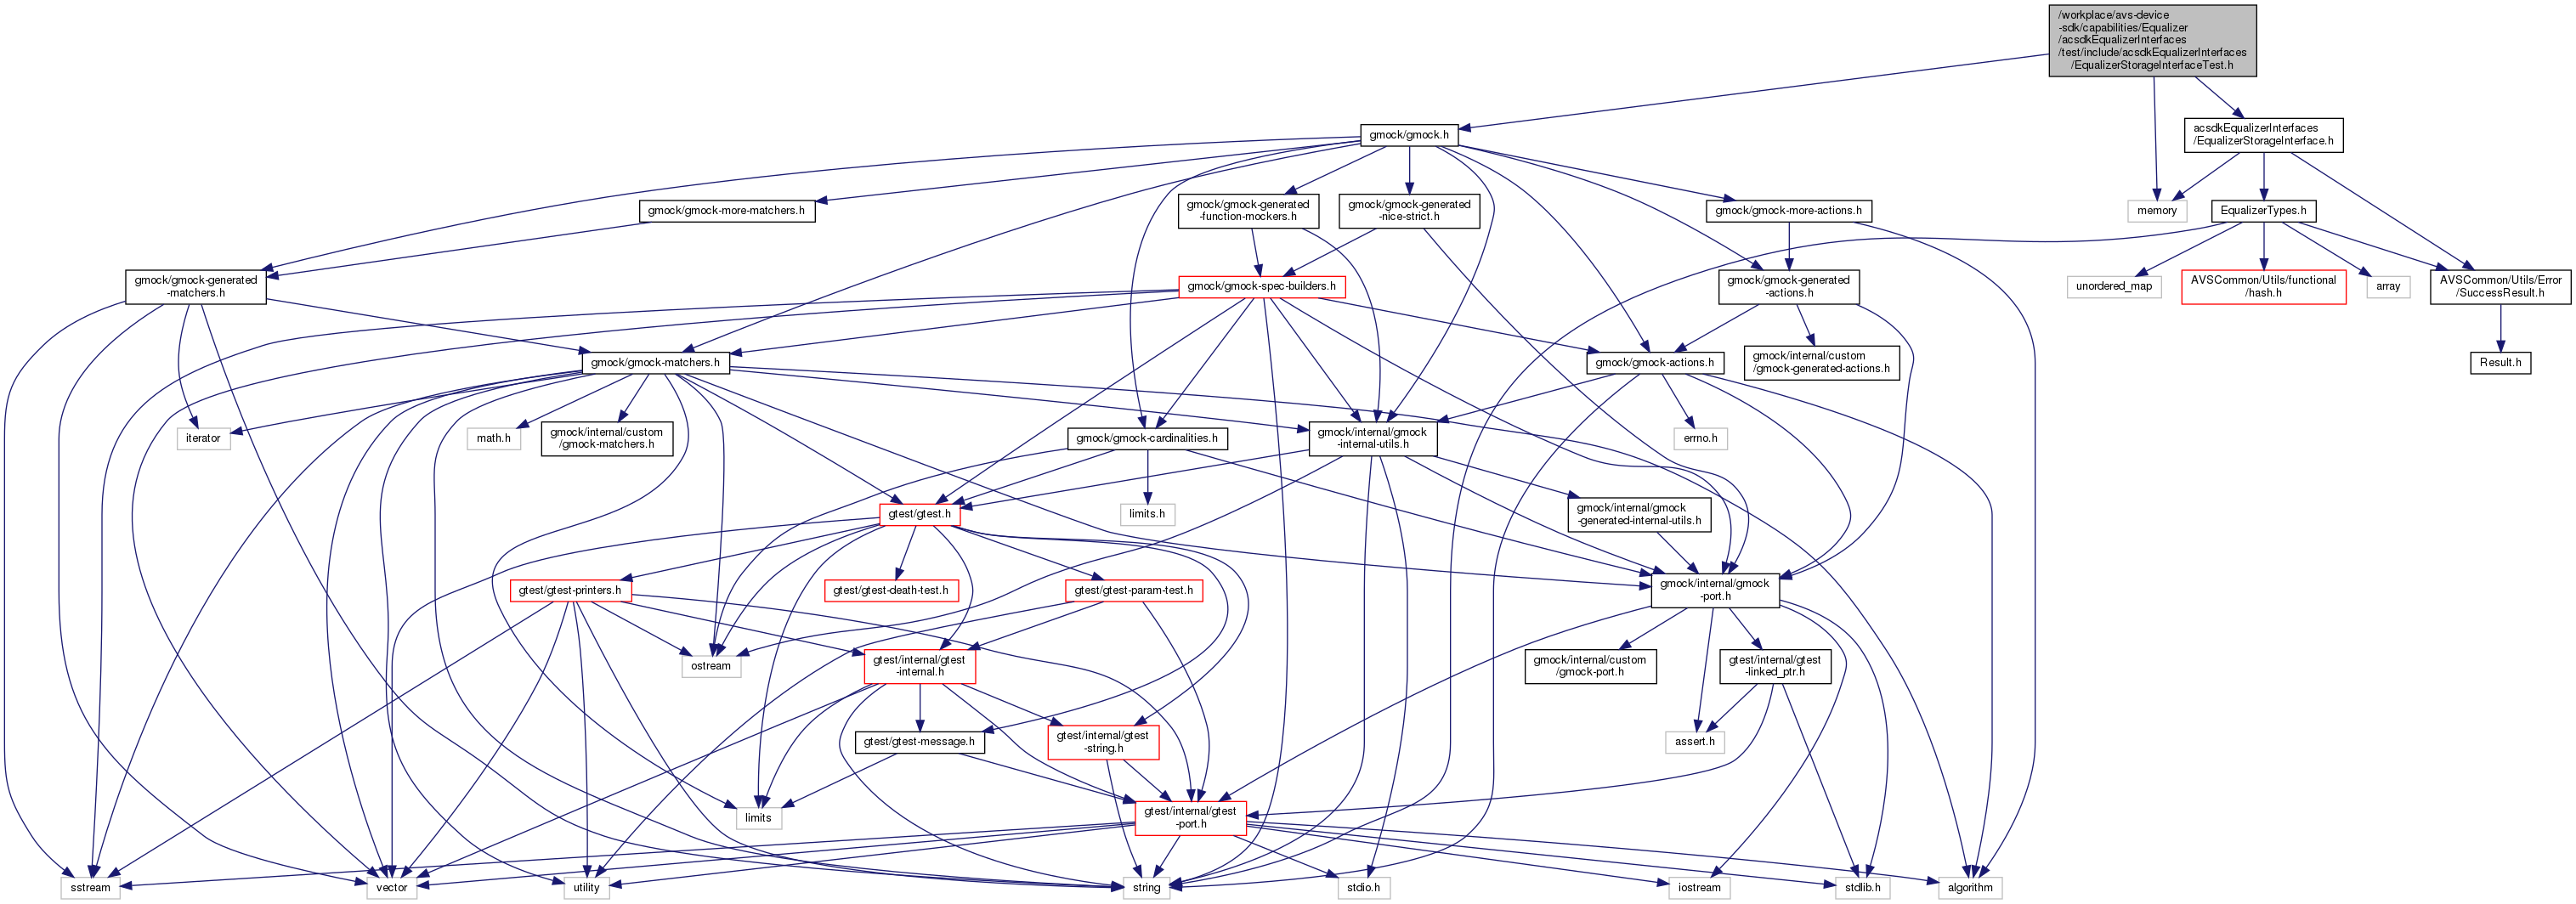 /workplace/avs-device
-sdk/capabilities/Equalizer
/acsdkEqualizerInterfaces
/test/include/acsdkEqualizerInterfaces
/EqualizerStorageInterfaceTest.h
gmock/gmock.h
acsdkEqualizerInterfaces
/EqualizerStorageInterface.h
gmock/gmock-more-matchers.h
gmock/gmock-generated
-function-mockers.h
gmock/gmock-generated
-nice-strict.h
gmock/gmock-more-actions.h
memory
EqualizerTypes.h
gmock/gmock-generated
-matchers.h
gmock/gmock-spec-builders.h
gmock/gmock-generated
-actions.h
unordered_map
AVSCommon/Utils/functional
/hash.h
array
AVSCommon/Utils/Error
/SuccessResult.h
gmock/gmock-matchers.h
gmock/gmock-actions.h
gmock/internal/custom
/gmock-generated-actions.h
Result.h
iterator
math.h
gmock/internal/custom
/gmock-matchers.h
gmock/gmock-cardinalities.h
gmock/internal/gmock
-internal-utils.h
errno.h
gtest/gtest.h
limits.h
gmock/internal/gmock
-generated-internal-utils.h
gtest/gtest-printers.h
gtest/gtest-death-test.h
gtest/gtest-param-test.h
gmock/internal/gmock
-port.h
ostream
gtest/internal/gtest
-internal.h
gmock/internal/custom
/gmock-port.h
gtest/internal/gtest
-linked_ptr.h
gtest/gtest-message.h
gtest/internal/gtest
-string.h
assert.h
limits
gtest/internal/gtest
-port.h
sstream
vector
utility
string
stdio.h
iostream
stdlib.h
algorithm